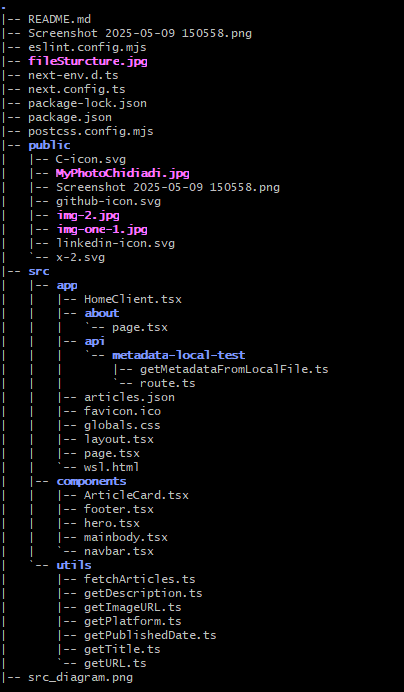 .
|-- README.md
|-- Screenshot 2025-05-09 150558.png
|-- eslint.config.mjs
|-- fileSturcture.jpg
|-- next-env.d.ts
|-- next.config.ts
|-- package-lock.json
|-- package.json
|-- postcss.config.mjs
|-- public
|   |-- C-icon.svg
|   |-- MyPhotoChidiadi.jpg
|   |-- Screenshot 2025-05-09 150558.png
|   |-- github-icon.svg
|   |-- img-2.jpg
|   |-- img-one-1.jpg
|   |-- linkedin-icon.svg
|   `-- x-2.svg
|-- src
|   |-- app
|   |   |-- HomeClient.tsx
|   |   |-- about
|   |   |   `-- page.tsx
|   |   |-- api
|   |   |   `-- metadata-local-test
|   |   |       |-- getMetadataFromLocalFile.ts
|   |   |       `-- route.ts
|   |   |-- articles.json
|   |   |-- favicon.ico
|   |   |-- globals.css
|   |   |-- layout.tsx
|   |   |-- page.tsx
|   |   `-- wsl.html
|   |-- components
|   |   |-- ArticleCard.tsx
|   |   |-- footer.tsx
|   |   |-- hero.tsx
|   |   |-- mainbody.tsx
|   |   `-- navbar.tsx
|   `-- utils
|       |-- fetchArticles.ts
|       |-- getDescription.ts
|       |-- getImageURL.ts
|       |-- getPlatform.ts
|       |-- getPublishedDate.ts
|       |-- getTitle.ts
|       `-- getURL.ts
|-- src_diagram.png